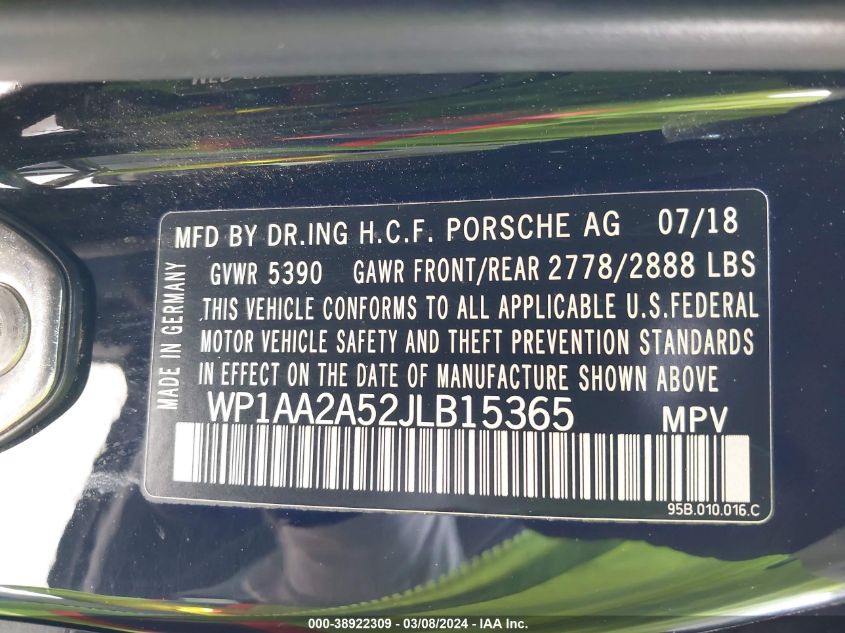 MFD BY DR.ING H.C.F. PORSCHE AG 07/18
GVWR 5390 GAWR FRONT/REAR 2778/2888 LBS
THIS VEHICLE CONFORMS TO ALL APPLICABLE U.S.FEDERAL
MOTOR VEHICLE SAFETY AND THEFT PREVENTION STANDARDS
IN EFFECT ON THE DATE OF MANUFACTURE SHOWN ABOVE
WP1AA2A52JLB15365 MPV
95B.010.016.C
MADE IN GERMANY
000-38922309 - 03/08/2024 - IAA Inc.